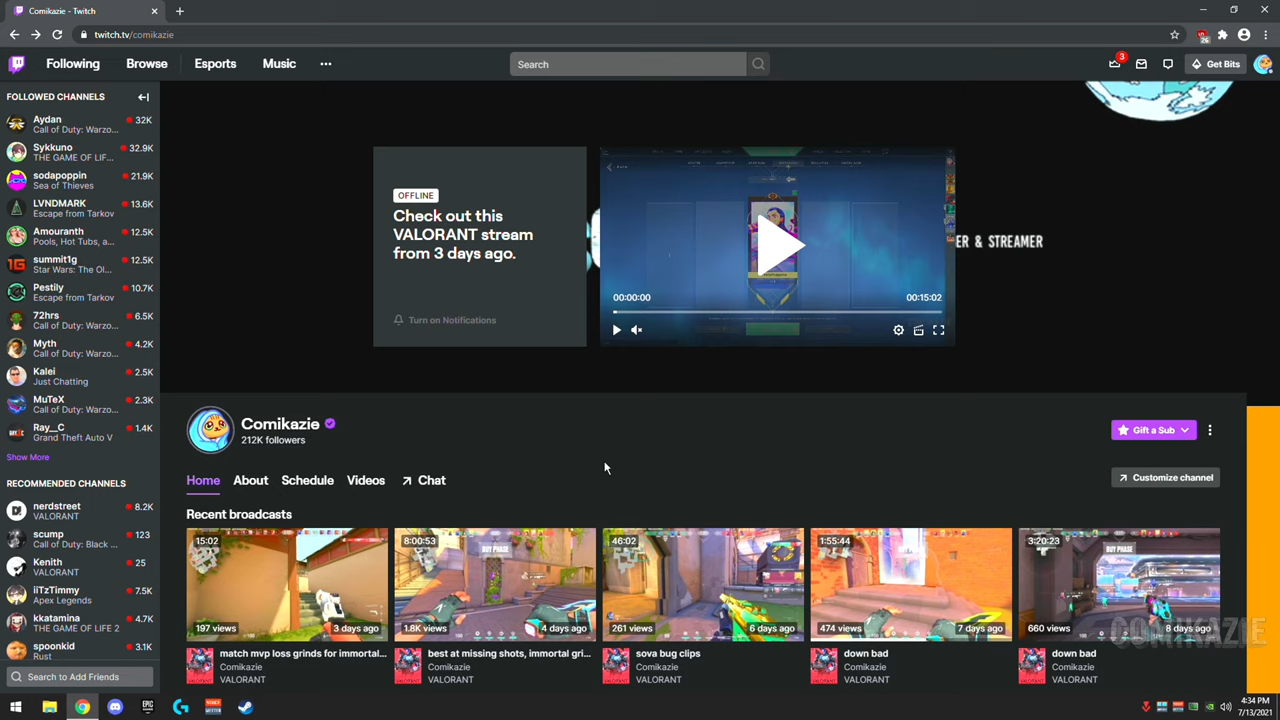 Comikazie - Twitch
twitch.tv/comikazie
26
Following
Browse
Esports
Music
Search
3
Get Bits
FOLLOWED CHANNELS
Aydan
32K
Call of Duty: Warzo...
Sykkuno
32.9K
THE GAME OF LIF...
sodapoppin
21.9K
Sea of Thieves
LVNDMARK
13.6K
Escape from Tarkov
Amouranth
12.5K
Pools, Hot Tubs, a...
summit1g
12.5K
Star Wars: The Ol...
Pestily
10.7K
Escape from Tarkov
72hrs
6.5K
Call of Duty: Warzo...
Myth
4.2K
Call of Duty: Warzo...
Kalei
2.5K
Just Chatting
MuTeX
2.3K
Call of Duty: Warzo...
Ray__C
1.4K
Grand Theft Auto V
Show More
RECOMMENDED CHANNELS
nerdstreet
8.2K
VALORANT
scump
123
Call of Duty: Black ...
Kenith
25
VALORANT
iiTzTimmy
7.5K
Apex Legends
kkatamina
4.7K
THE GAME OF LIFE 2
spoonkid
3.1K
Rust
Search to Add Friends
OFFLINE
Check out this
VALORANT stream
from 3 days ago.
Turn on Notifications
00:00:00
00:15:02
ER & STREAMER
Comikazie
212K followers
Gift a Sub
Home
About
Schedule
Videos
Chat
Customize channel
Recent broadcasts
15:02
197 views
3 days ago
match mvp loss grinds for immortal...
Comikazie
VALORANT
8:00:53
BUY PHASE
1.8K views
4 days ago
best at missing shots, immortal gri...
Comikazie
VALORANT
46:02
261 views
6 days ago
sova bug clips
Comikazie
VALORANT
1:55:44
474 views
7 days ago
down bad
Comikazie
VALORANT
3:20:23
BUY PHASE
660 views
8 days ago
down bad
Comikazie
VALORANT
COMIKAZIE
4:34 PM
7/13/2021